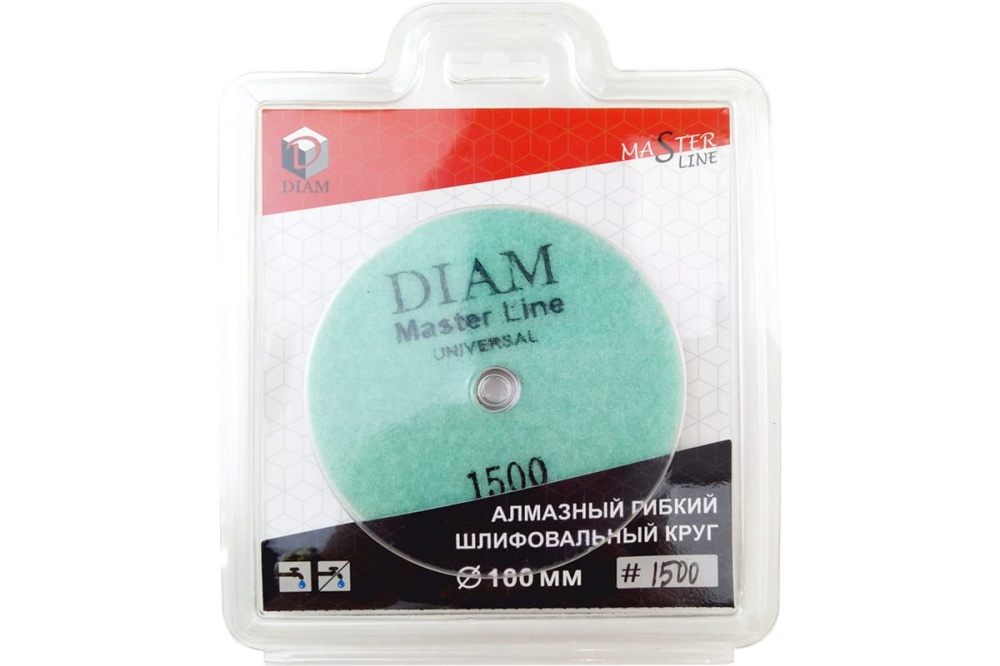 D
DIAM
MASTER
LINE
DIAM
Master Line
UNIVERSAL
1500
АЛМАЗНЫЙ ГИБКИЙ
ШЛИФОВАЛЬНЫЙ КРУГ
Ø 100 ММ
# 1500